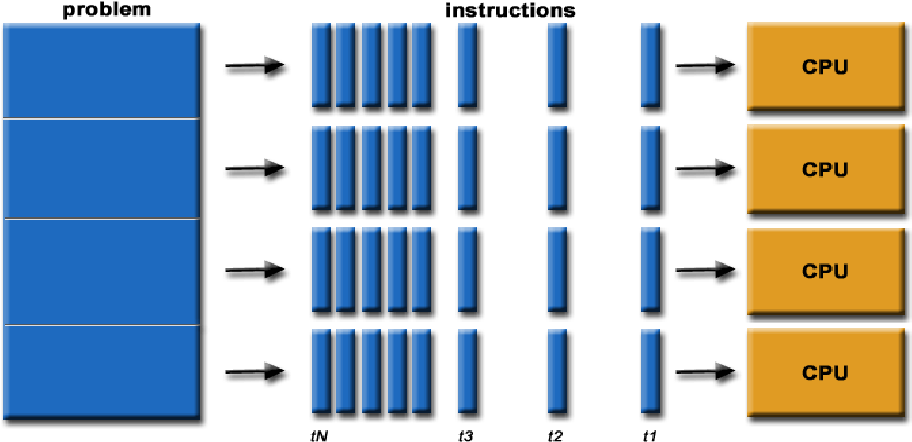 problem
instructions
CPU
CPU
CPU
CPU
tN t3 t2 t1